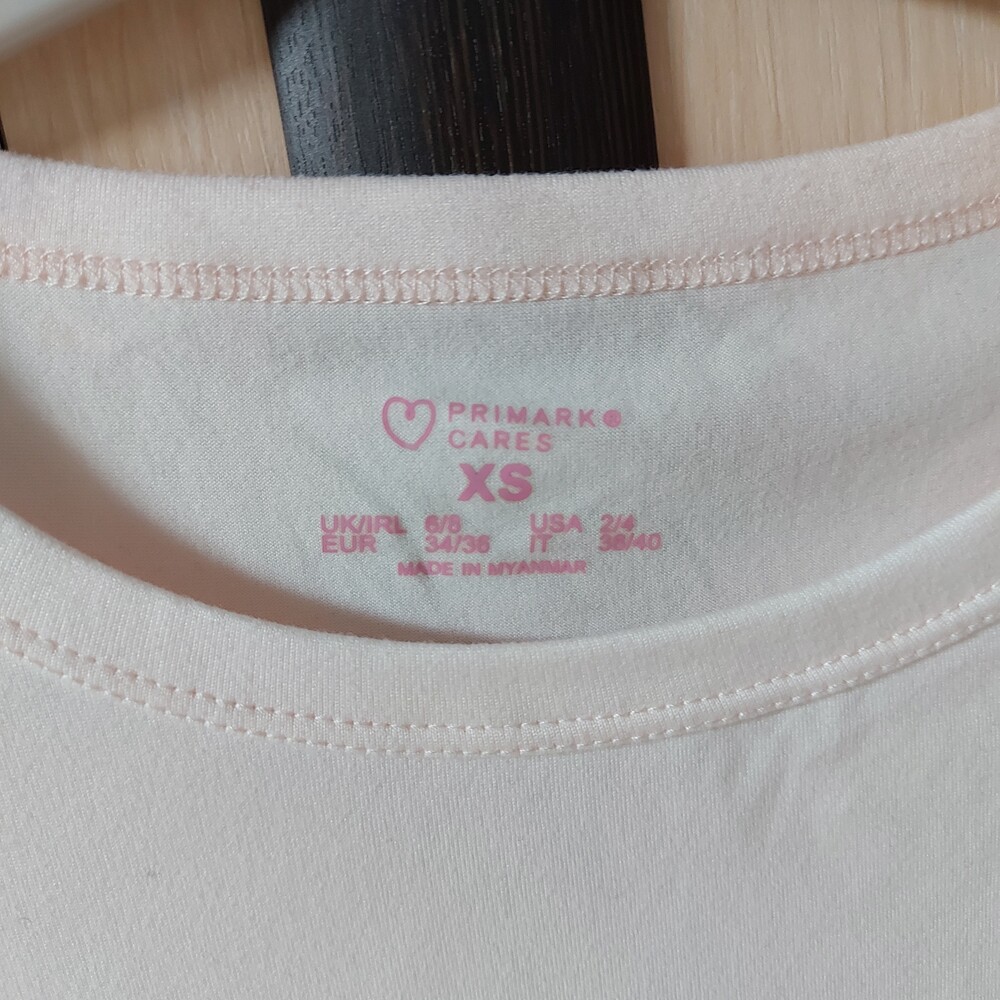 PRIMARK®
CARES
XS
UK/IRL 6/8 USA 2/4
EUR 34/36 IT 38/40
MADE IN MYANMAR